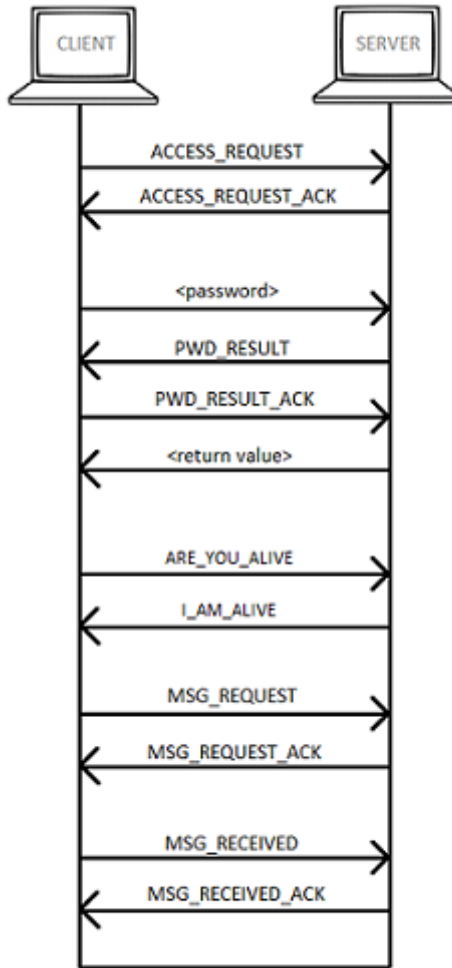 CLIENT
SERVER
ACCESS_REQUEST
ACCESS_REQUEST_ACK
<password>
PWD_RESULT
PWD_RESULT_ACK
<return value>
ARE_YOU_ALIVE
I_AM_ALIVE
MSG_REQUEST
MSG_REQUEST_ACK
MSG_RECEIVED
MSG_RECEIVED_ACK